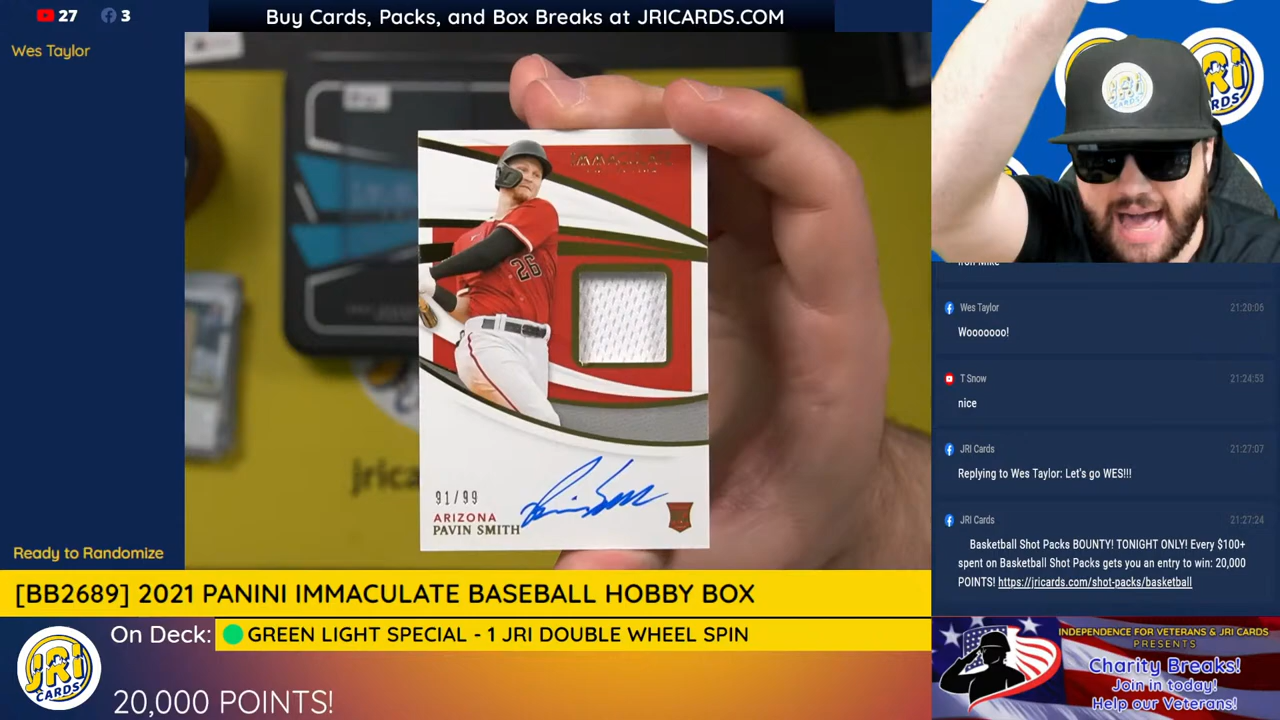 27
3
Buy Cards, Packs, and Box Breaks at JRICARDS.COM
Wes Taylor
26
91/99
ARIZONA
PAVIN SMITH
JRI
CARDS
Wes Taylor 21:20:06
Wooooooo!
T Snow 21:24:53
nice
JRI Cards 21:27:07
Replying to Wes Taylor: Let's go WES!!!
JRI Cards 21:27:24
Basketball Shot Packs BOUNTY! TONIGHT ONLY! Every $100+
spent on Basketball Shot Packs gets you an entry to win: 20,000
POINTS! https://jricards.com/shot-packs/basketball
Ready to Randomize
[BB2689] 2021 PANINI IMMACULATE BASEBALL HOBBY BOX
On Deck: GREEN LIGHT SPECIAL - 1 JRI DOUBLE WHEEL SPIN
JRI
CARDS
20,000 POINTS!
INDEPENDENCE FOR VETERANS & JRI CARDS
PRESENTS
Charity Breaks!
Join in today!
Help our Veterans!